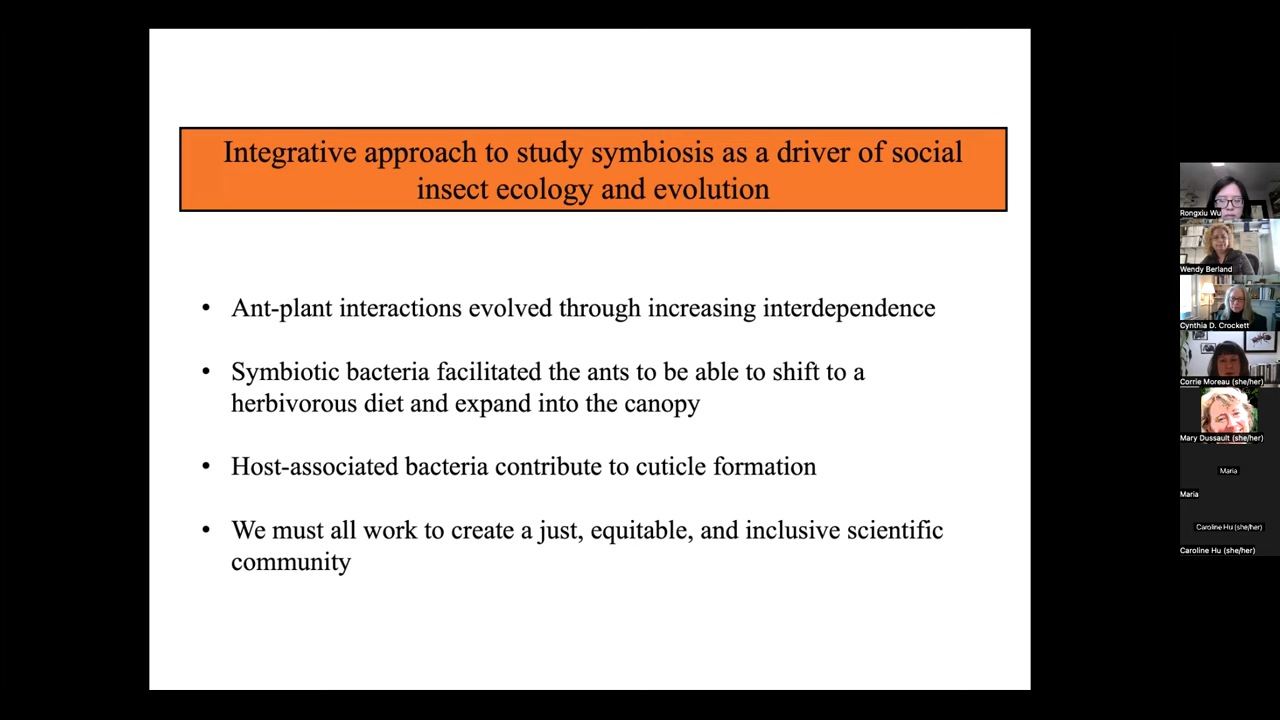 Integrative approach to study symbiosis as a driver of social
insect ecology and evolution
• Ant-plant interactions evolved through increasing interdependence
• Symbiotic bacteria facilitated the ants to be able to shift to a
herbivorous diet and expand into the canopy
• Host-associated bacteria contribute to cuticle formation
• We must all work to create a just, equitable, and inclusive scientific
community
Rongxiu Wu
Wendy Berland
Cynthia D. Crockett
Corrie Moreau (she/her)
Mary Dussault (she/her)
Maria
Maria
Caroline Hu (she/her)
Caroline Hu (she/her)